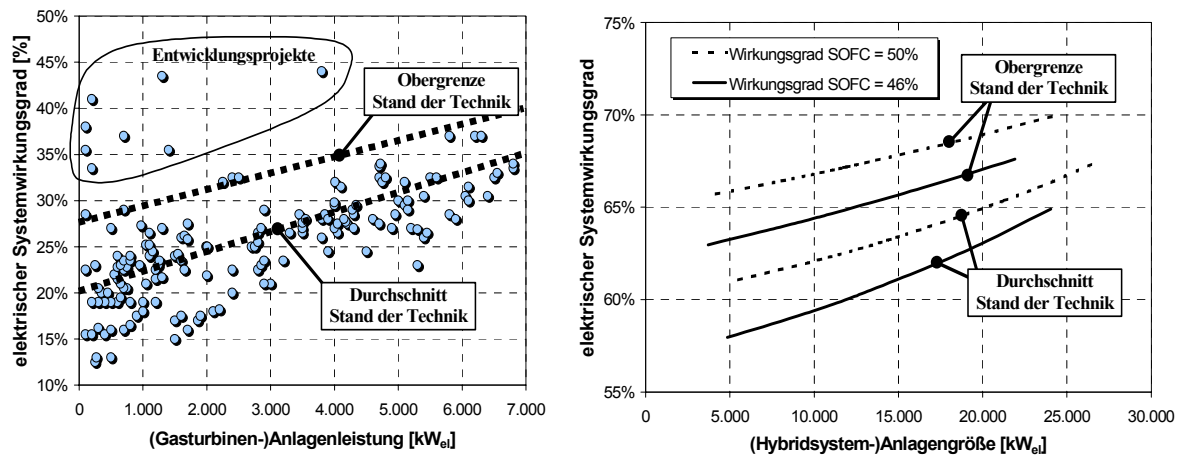 elektrischer Systemwirkungsgrad [%]
50%
45%
40%
35%
30%
25%
20%
15%
10%
Entwicklungsprojekte
Obergrenze
Stand der Technik
Durchschnitt
Stand der Technik
0 1.000 2.000 3.000 4.000 5.000 6.000 7.000
(Gasturbinen-)Anlagenleistung [kWel]
elektrischer Systemwirkungsgrad
75%
70%
65%
60%
55%
Wirkungsgrad SOFC = 50%
Wirkungsgrad SOFC = 46%
Obergrenze
Stand der Technik
Durchschnitt
Stand der Technik
0 5.000 10.000 15.000 20.000 25.000 30.000
(Hybridsystem-)Anlagengröße [kWel]